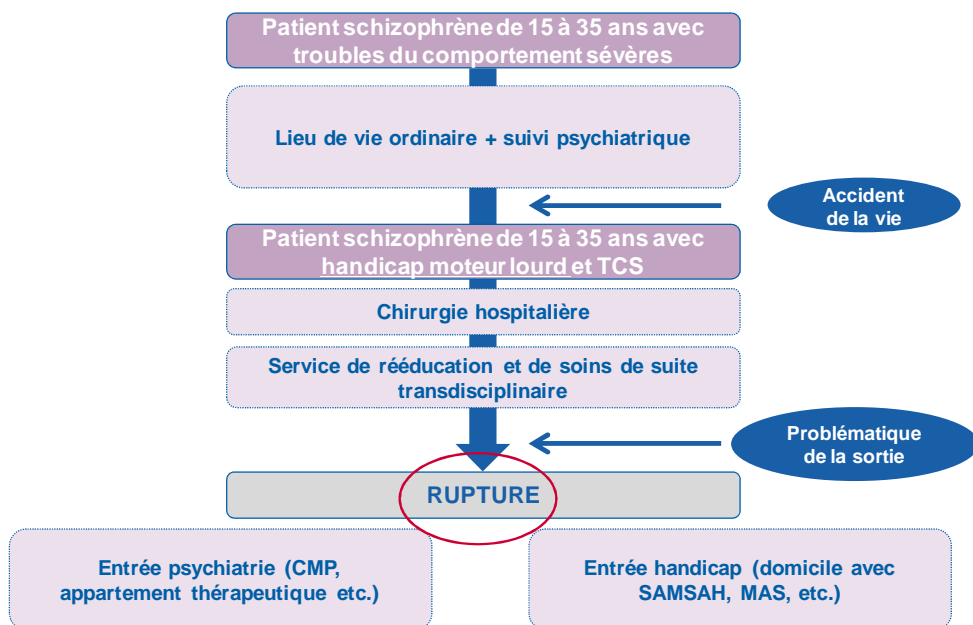 Patient schizophrène de 15 à 35 ans avec
troubles du comportement sévères
Lieu de vie ordinaire + suivi psychiatrique
Accident
de la vie
Patient schizophrène de 15 à 35 ans avec
handicap moteur lourd et TCS
Chirurgie hospitalière
Service de rééducation et de soins de suite
transdisciplinaire
Problématique
de la sortie
RUPTURE
Entrée psychiatrie (CMP,
appartement thérapeutique etc.)
Entrée handicap (domicile avec
SAMSAH, MAS, etc.)